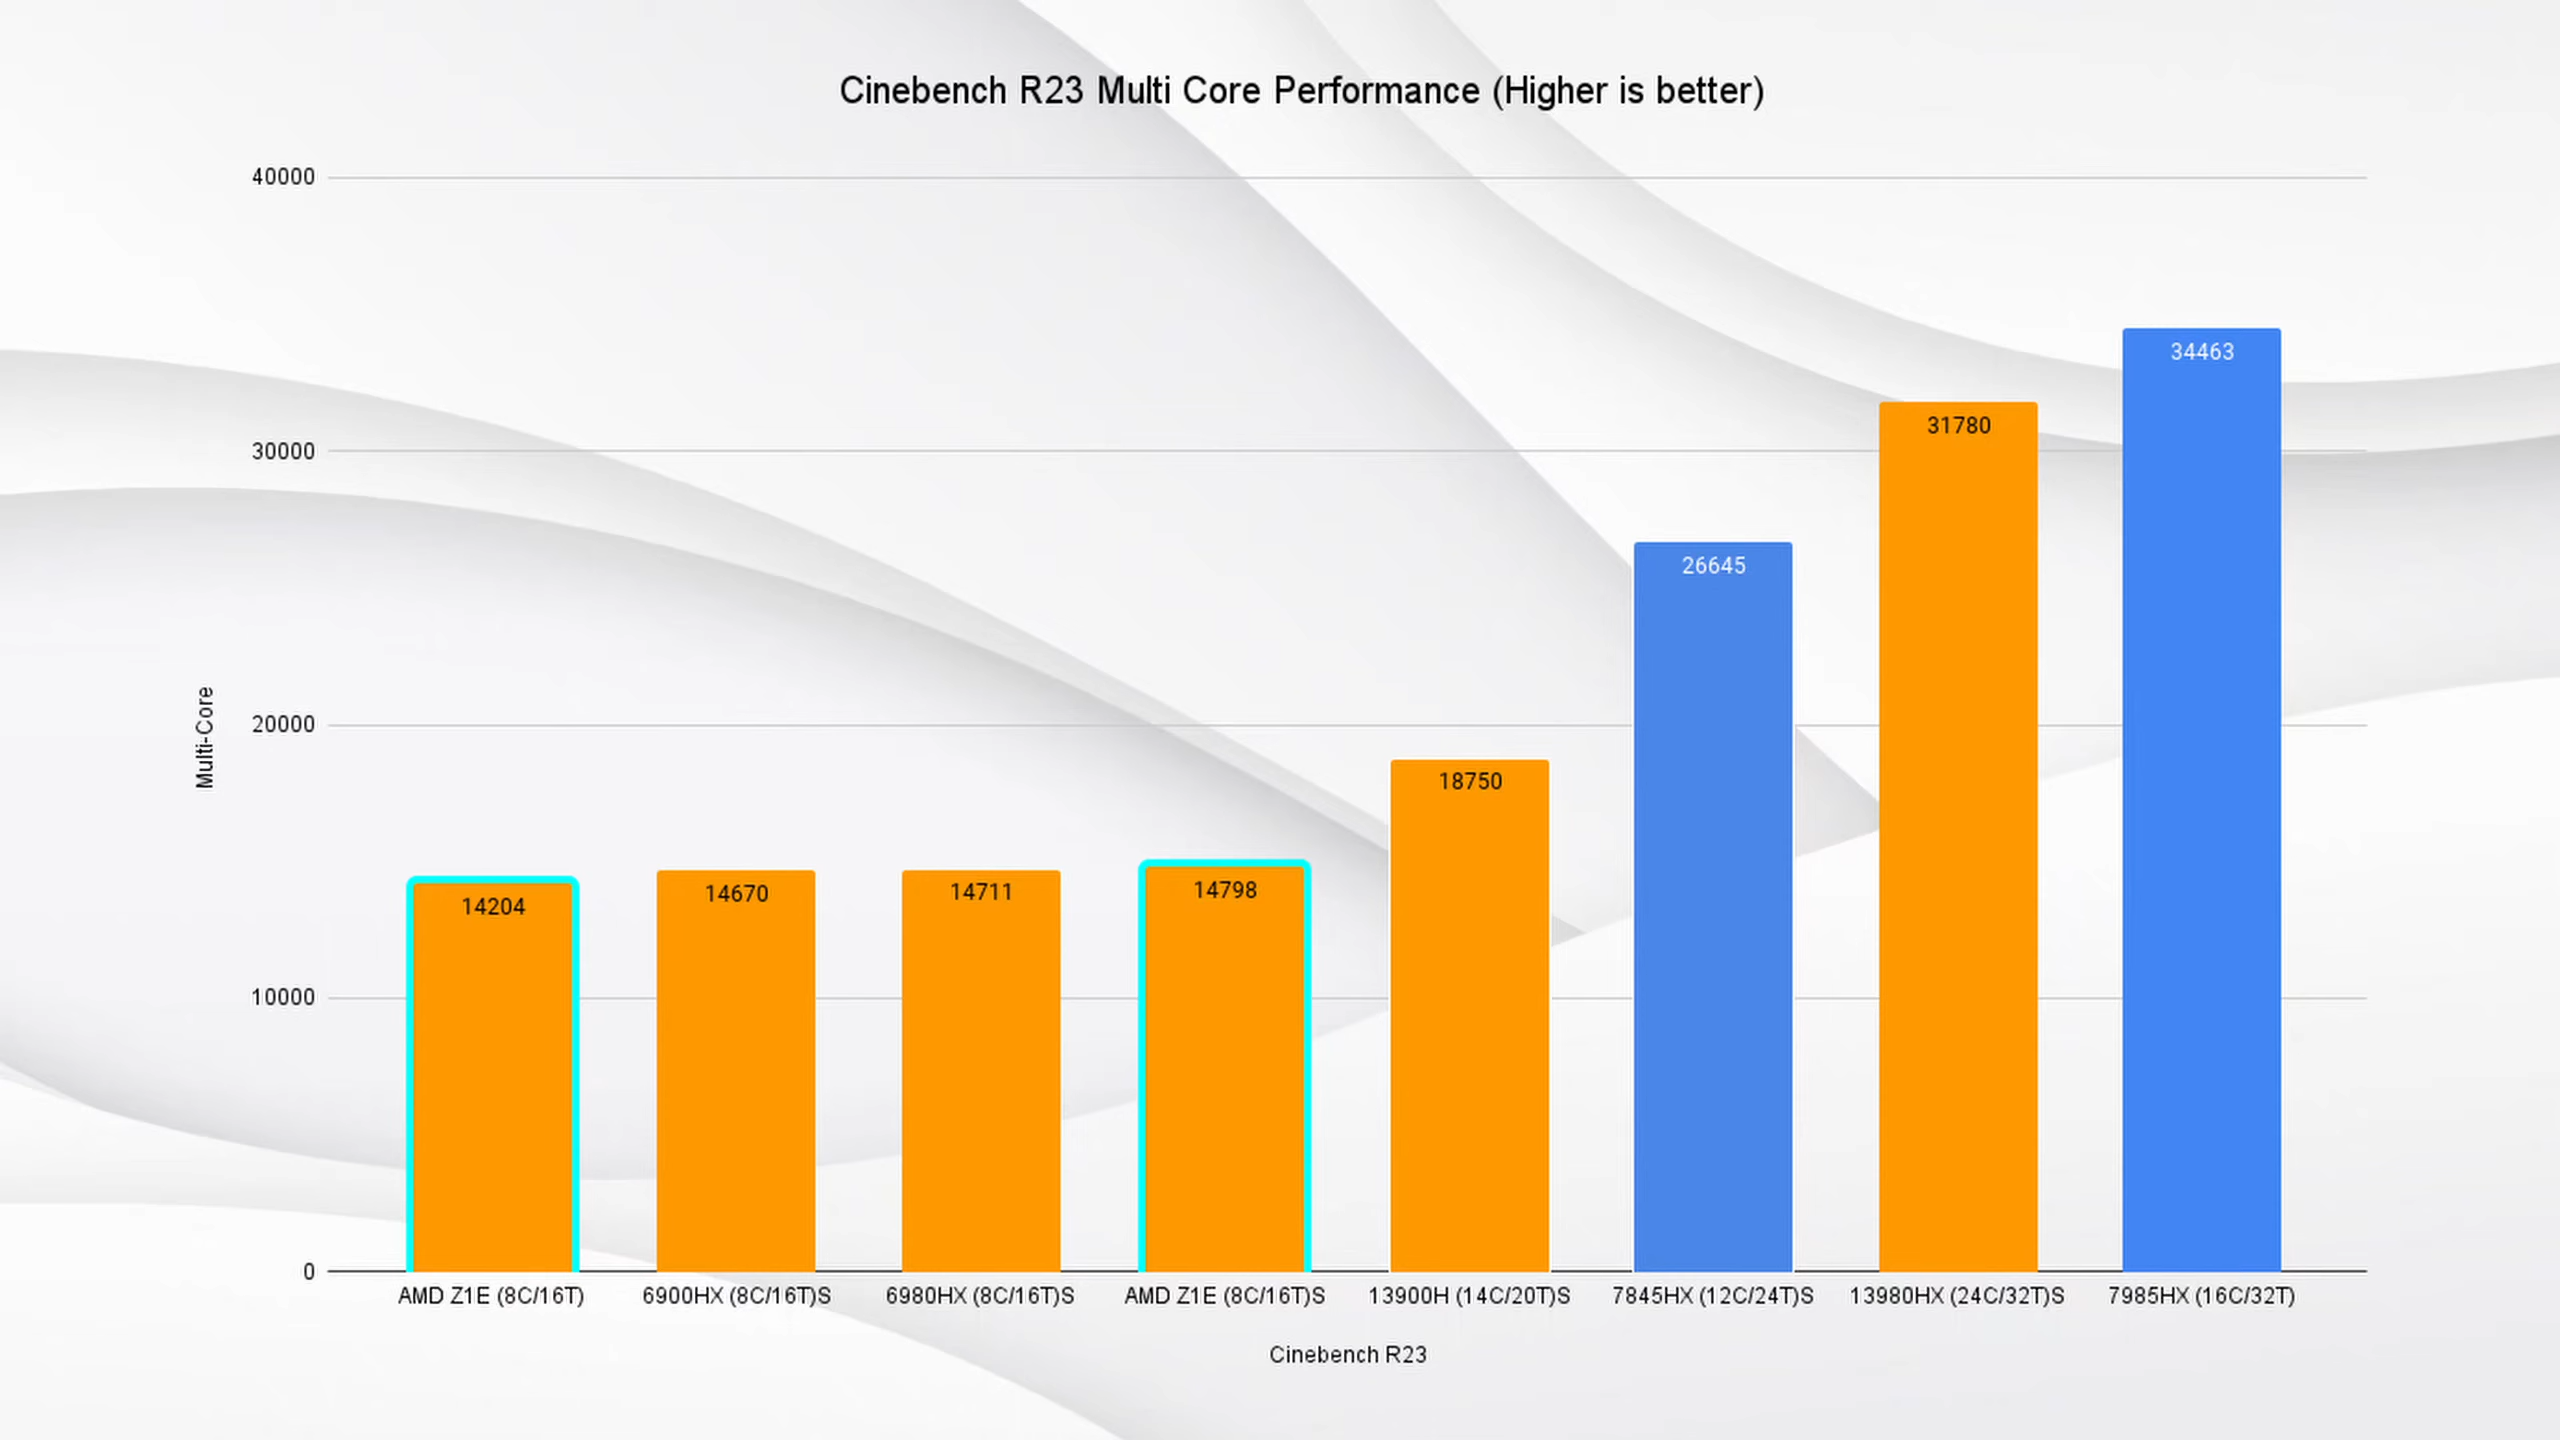 Cinebench R23 Multi Core Performance (Higher is better)
40000
30000
20000
10000
0
Multi-Core
14204
14670
14711
14798
18750
26645
31780
34463
AMD Z1E (8C/16T)
6900HX (8C/16T)S
6980HX (8C/16T)S
AMD Z1E (8C/16T)S
13900H (14C/20T)S
7845HX (12C/24T)S
13980HX (24C/32T)S
7985HX (16C/32T)
Cinebench R23